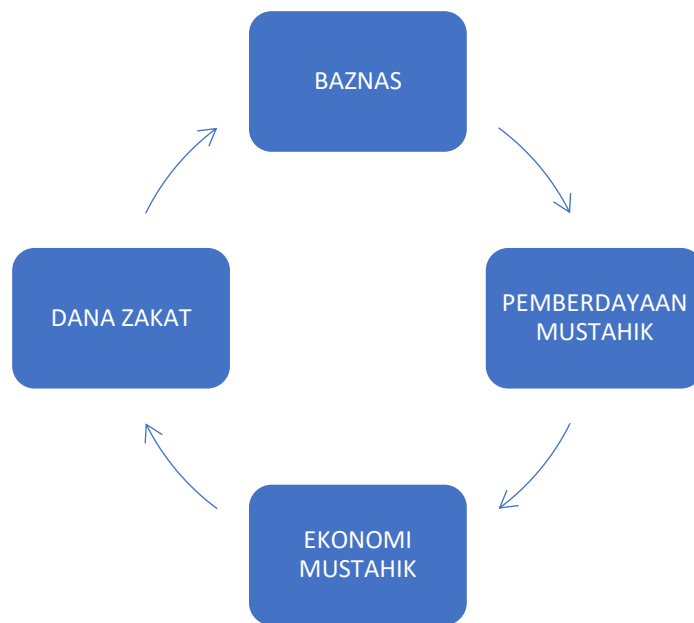 BAZNAS
DANA ZAKAT
PEMBERDAYAAN
MUSTAHIK
EKONOMI
MUSTAHIK